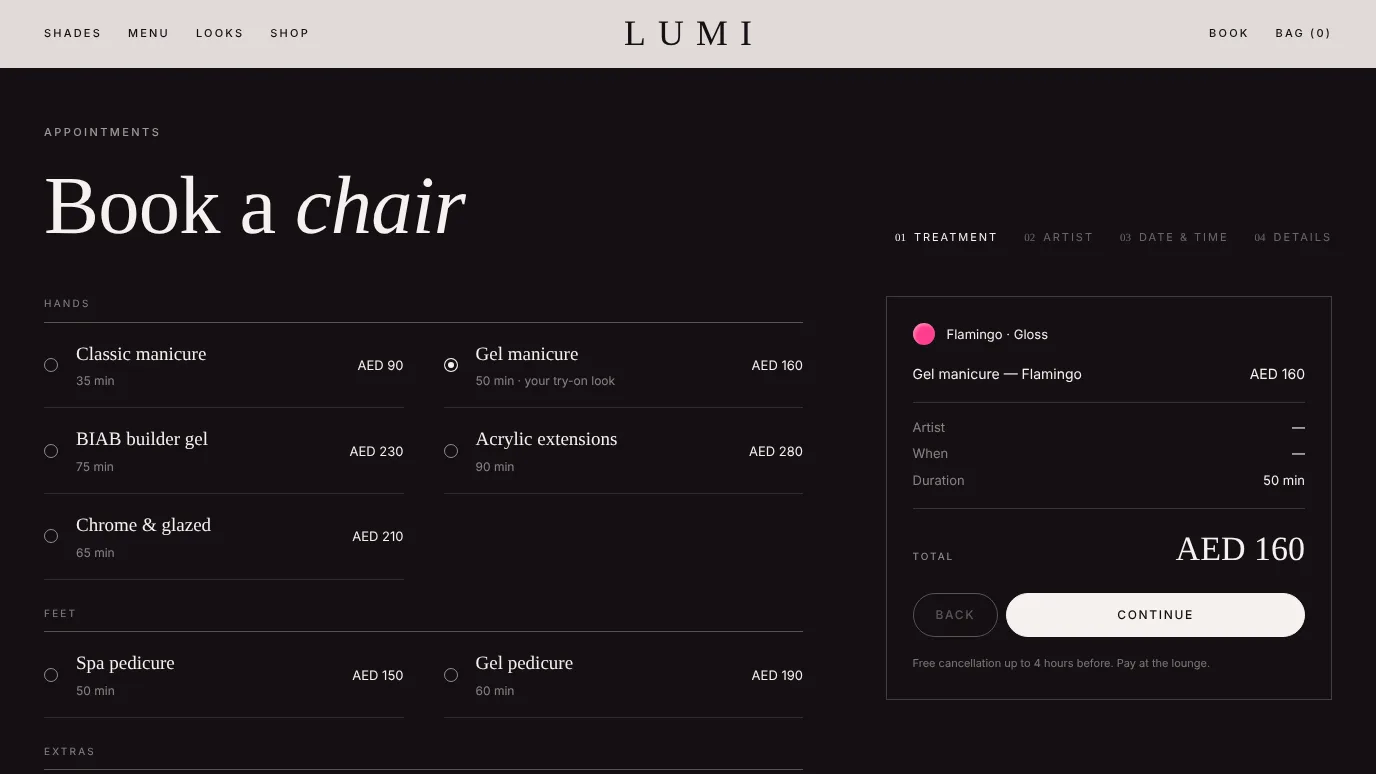 SHADES MENU LOOKS SHOP LUMI BOOK BAG (0)
APPOINTMENTS
Book a chair
01 TREATMENT 02 ARTIST 03 DATE & TIME 04 DETAILS
HANDS
Classic manicure AED 90
35 min
Gel manicure AED 160
50 min · your try-on look
BIAB builder gel AED 230
75 min
Acrylic extensions AED 280
90 min
Chrome & glazed AED 210
65 min
FEET
Spa pedicure AED 150
50 min
Gel pedicure AED 190
60 min
EXTRAS
Flamingo · Gloss
Gel manicure — Flamingo AED 160
Artist —
When —
Duration 50 min
TOTAL AED 160
BACK CONTINUE
Free cancellation up to 4 hours before. Pay at the lounge.